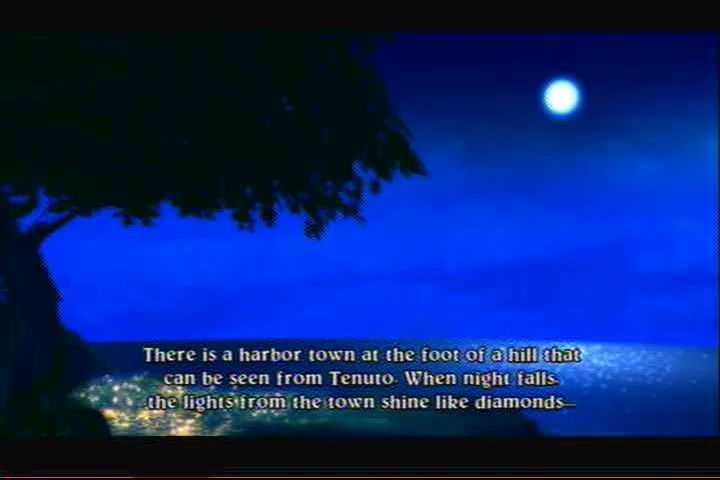 There is a harbor town at the foot of a hill that
can be seen from Tenuto. When night falls,
the lights from the town shine like diamonds...